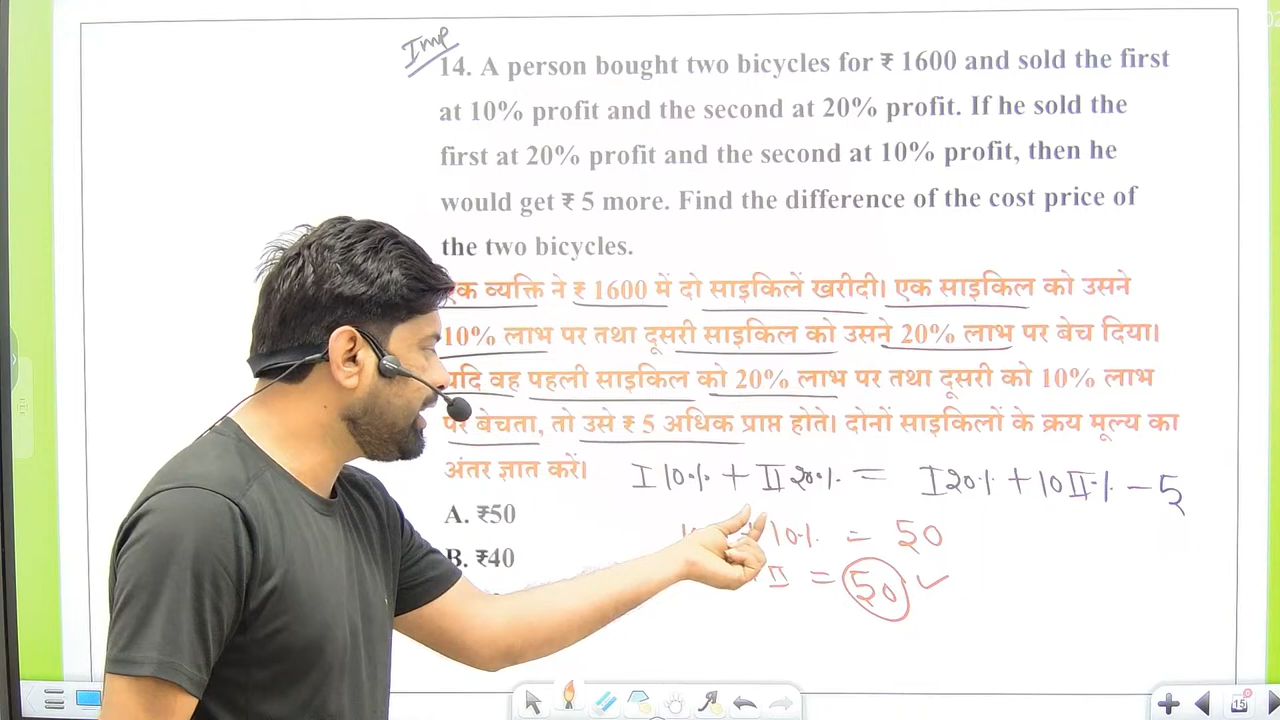 Imp
14. A person bought two bicycles for ₹ 1600 and sold the first
at 10% profit and the second at 20% profit. If he sold the
first at 20% profit and the second at 10% profit, then he
would get ₹ 5 more. Find the difference of the cost price of
the two bicycles.
एक व्यक्ति ने ₹ 1600 में दो साइकिलें खरीदी। एक साइकिल को उसने
10% लाभ पर तथा दूसरी साइकिल को उसने 20% लाभ पर बेच दिया।
यदि वह पहली साइकिल को 20% लाभ पर तथा दूसरी को 10% लाभ
पर बेचता, तो उसे ₹ 5 अधिक प्राप्त होते। दोनों साइकिलों के क्रय मूल्य का
अंतर ज्ञात करें।
I 10% + II 20% = I 20% + 10 II % - 5
A. ₹50
10% = 50
B. ₹40
II = 50
15